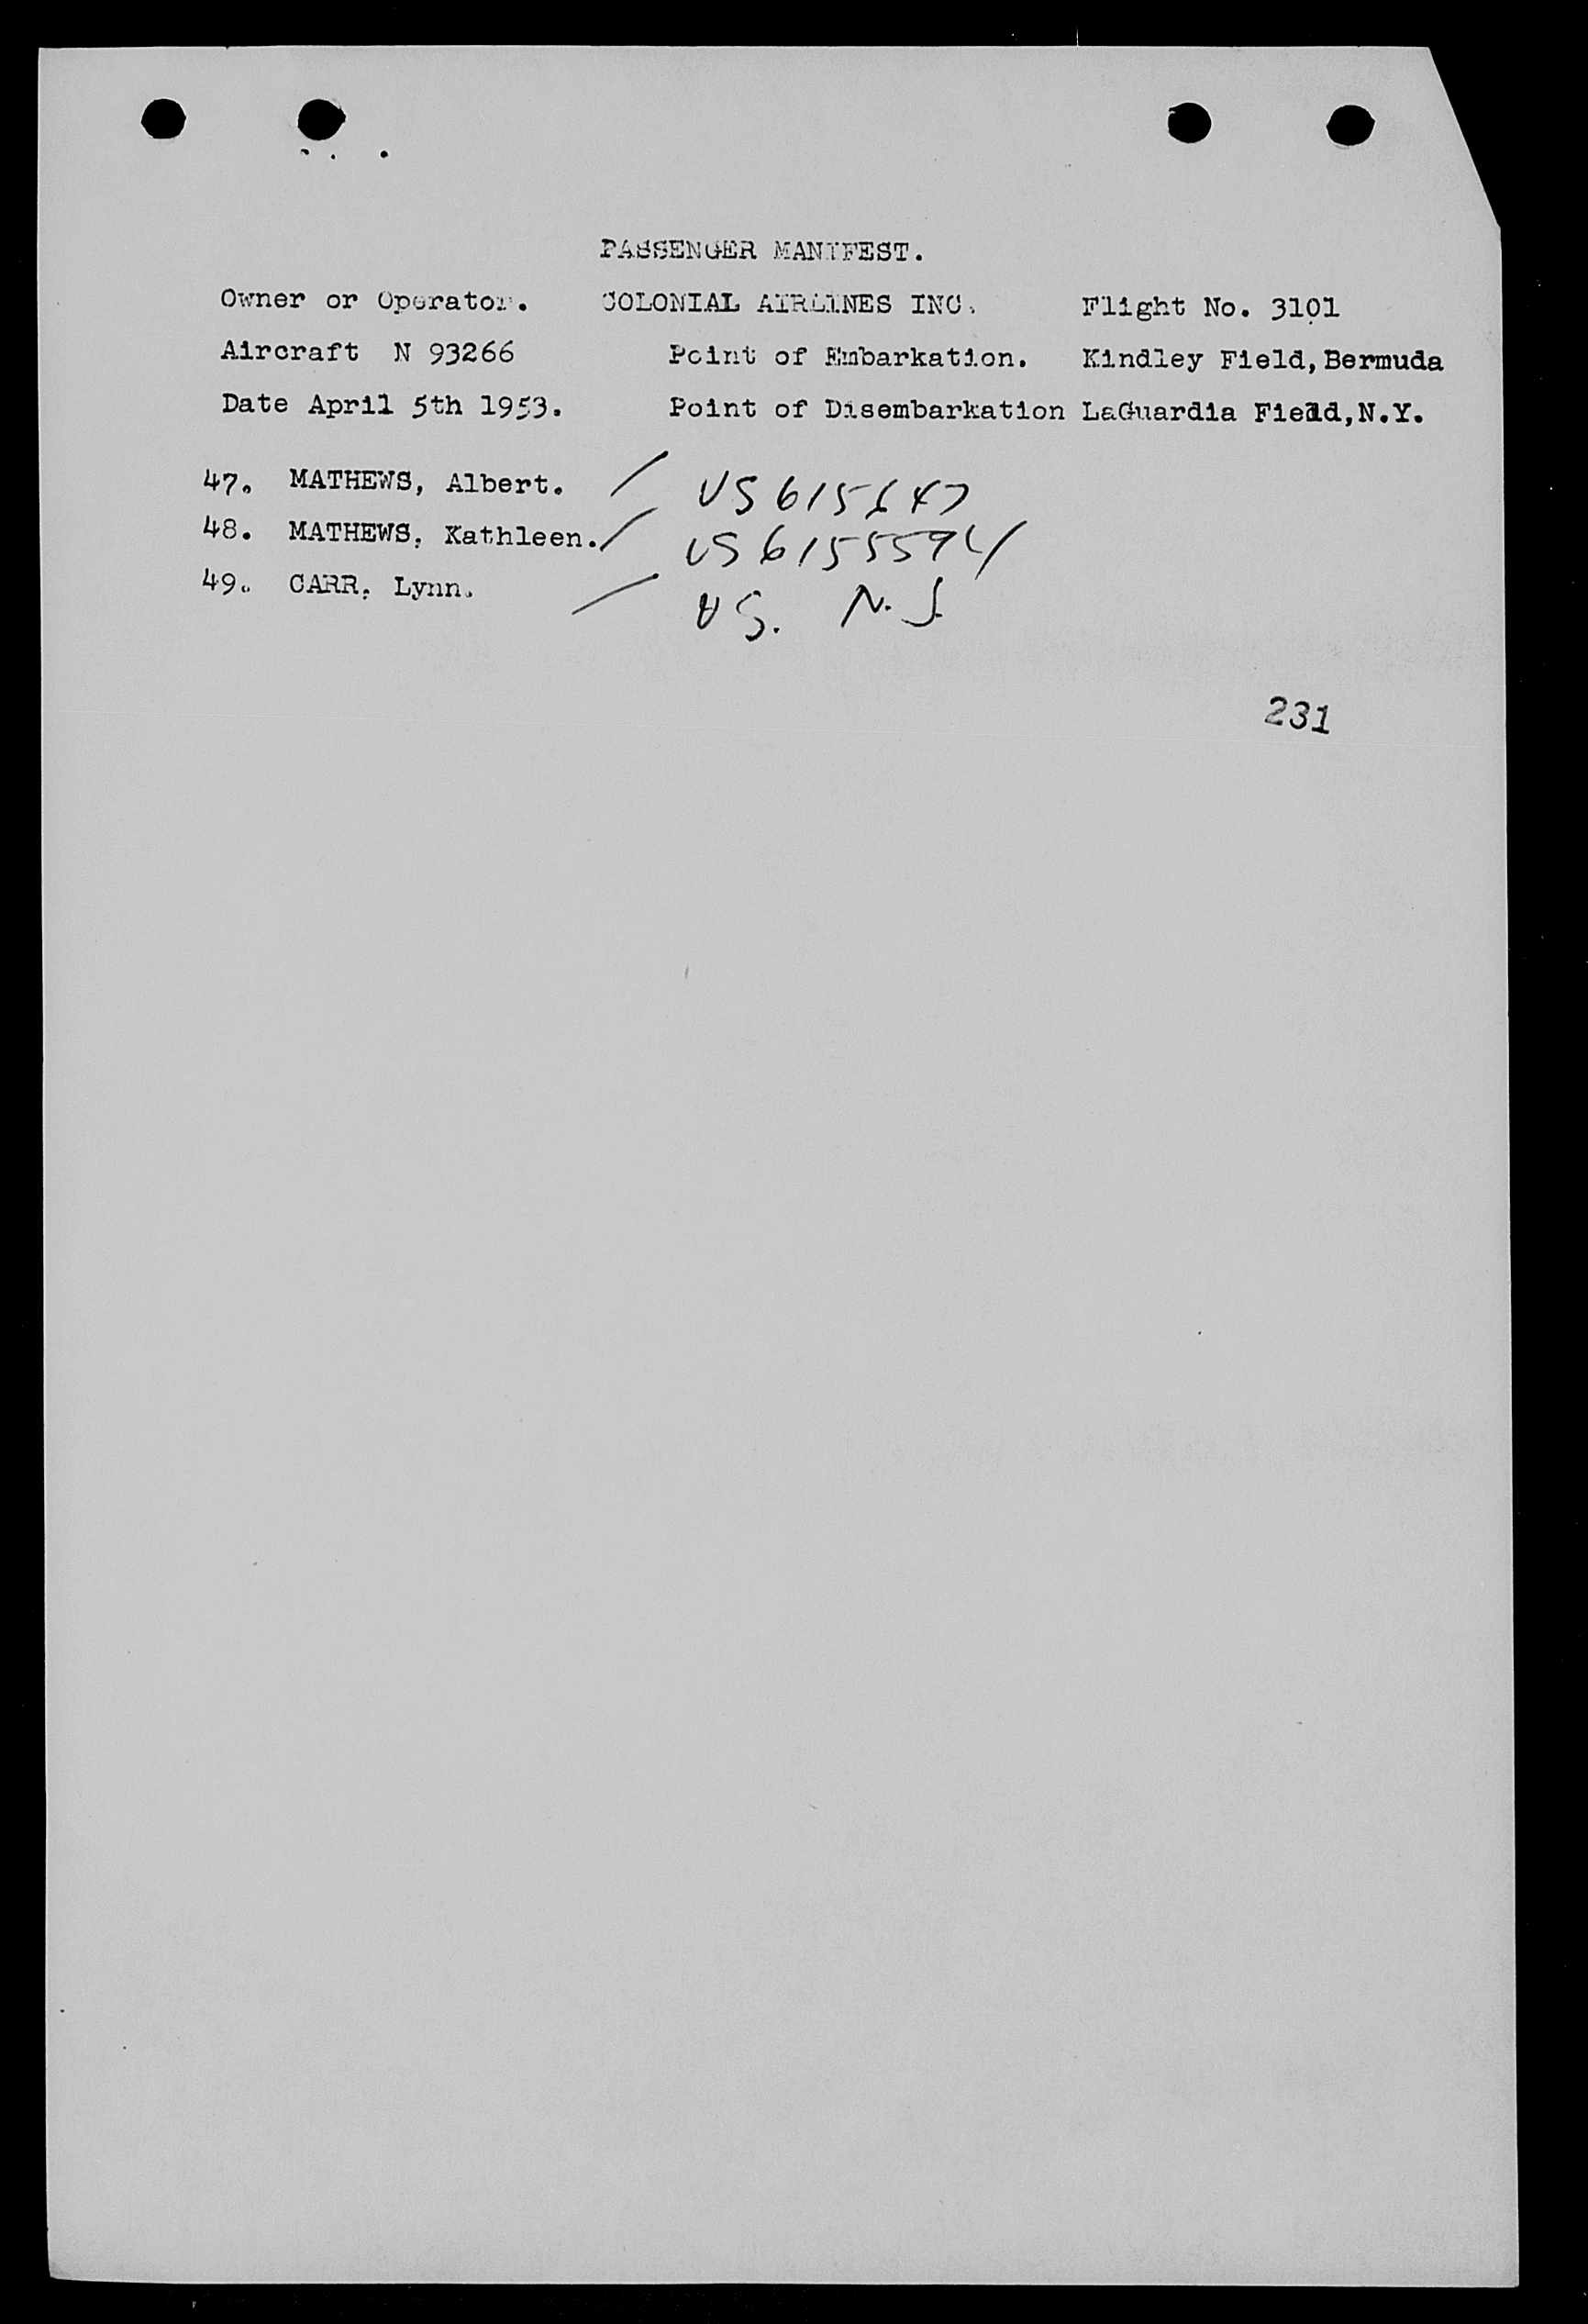 PASSENGER MANIFEST.
Owner or Operator. COLONIAL AIRLINES INC. Flight No. 3101
Aircraft N 93266 Point of Embarkation. Kindley Field, Bermuda
Date April 5th 1953. Point of Disembarkation LaGuardia Field, N.Y.
47. MATHEWS, Albert. /
48. MATHEWS, Kathleen. / US 6155594
49. CARR, Lynn. / US. N.J.
231